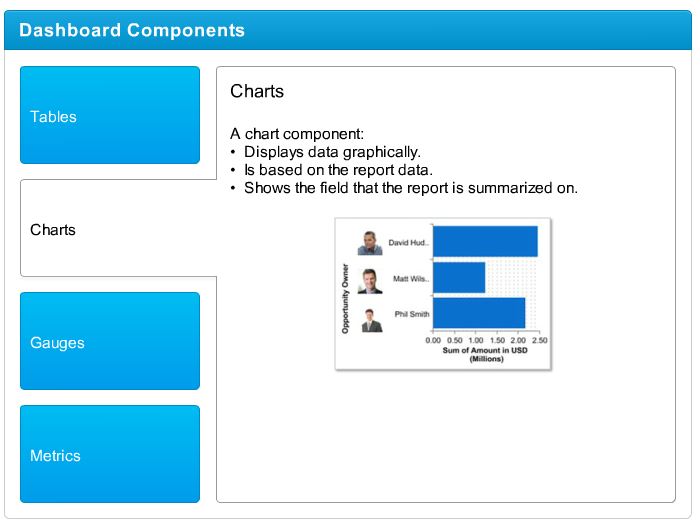 Dashboard Components
Tables
Charts
Gauges
Metrics
Charts
A chart component:
• Displays data graphically.
• Is based on the report data.
• Shows the field that the report is summarized on.
Opportunity Owner
David Hud..
Matt Wils..
Phil Smith
0.00 0.50 1.00 1.50 2.00 2.50
Sum of Amount in USD
(Millions)